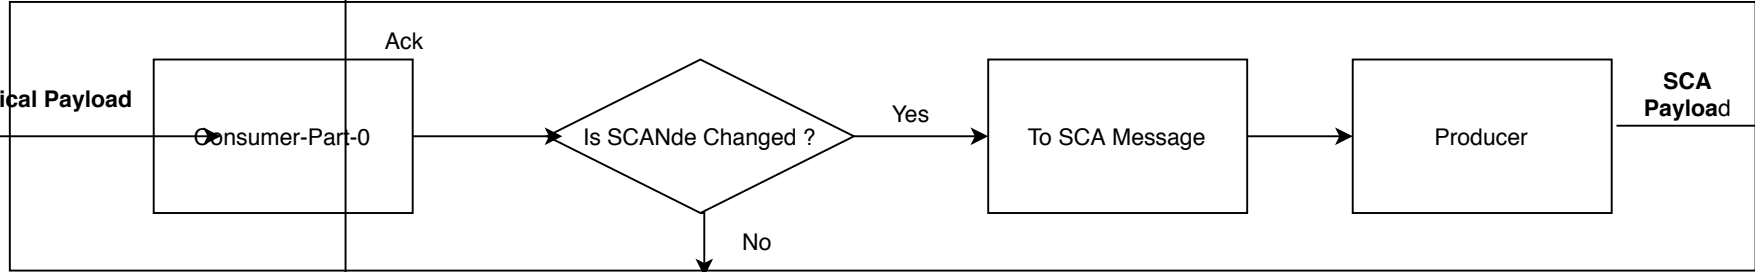 Ack
ical Payload
Consumer-Part-0
Is SCANde Changed ?
Yes
To SCA Message
Producer
SCA
Payload
No